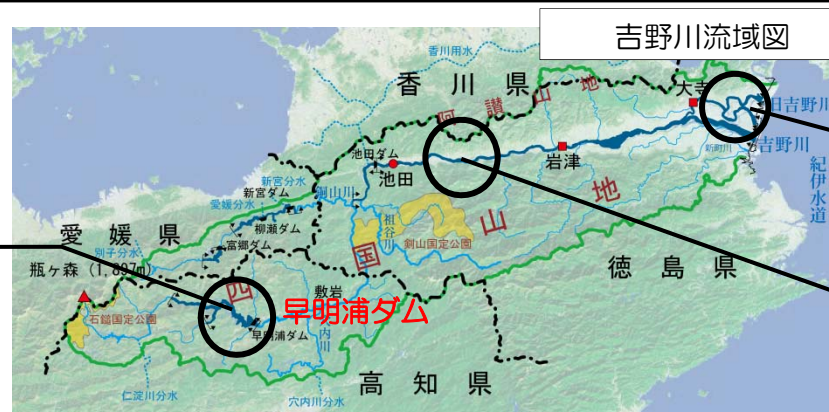 吉野川流域図
香川用水
香川県
阿讃山地
大寺
旧吉野川
吉野川
新町川
紀伊水道
池田ダム
池田
岩津
新宮分水
新宮ダム
銅山川
愛媛分水
柳瀬ダム
別子分水
富郷ダム
愛媛県
瓶ヶ森 (1,897m)
祖谷川
剣山国定公園
四国山地
徳島県
石鎚国定公園
敷岩
早明浦ダム
早明浦ダム
内川
高知県
仁淀川分水
穴内川分水